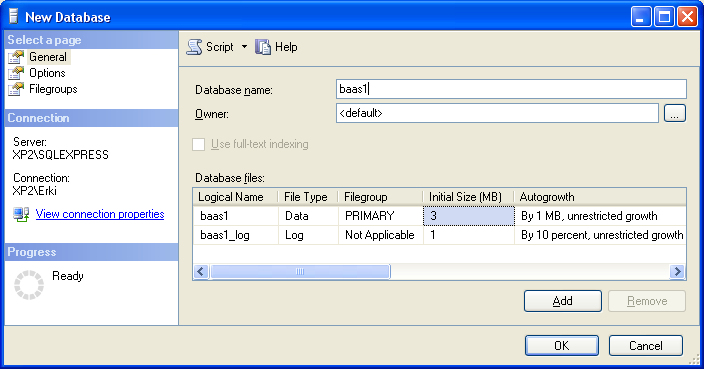 New Database
Select a page
General
Options
Filegroups
Connection
Server:
XP2\SQLEXPRESS
Connection:
XP2\Erki
View connection properties
Progress
Ready
Script Help
Database name: baas1
Owner: <default> ...
Use full-text indexing
Database files:
Logical Name File Type Filegroup Initial Size (MB) Autogrowth
baas1 Data PRIMARY 3 By 1 MB, unrestricted growth
baas1_log Log Not Applicable 1 By 10 percent, unrestricted growth
Add Remove
OK Cancel